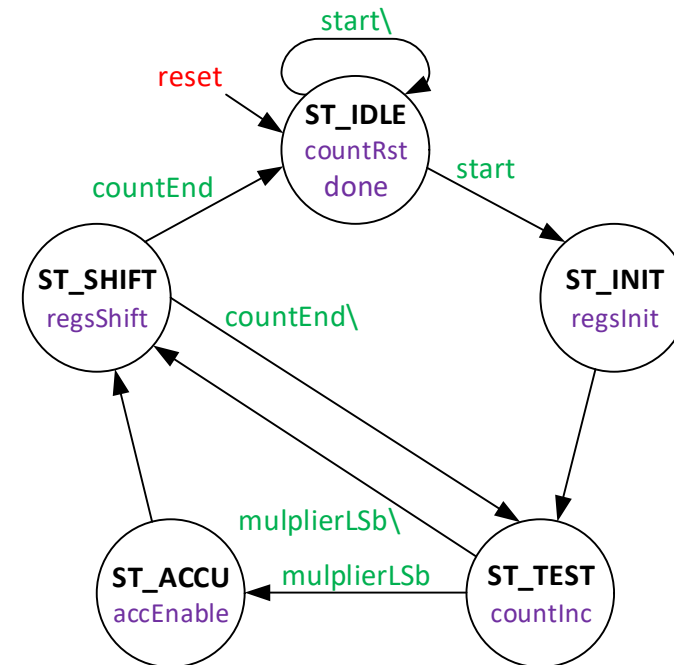 start\
reset
ST_IDLE
countRst
done
countEnd
start
ST_SHIFT
regsShift
ST_INIT
regsInit
countEnd\
mulplierLSb\
mulplierLSb
ST_ACCU
accEnable
ST_TEST
countInc